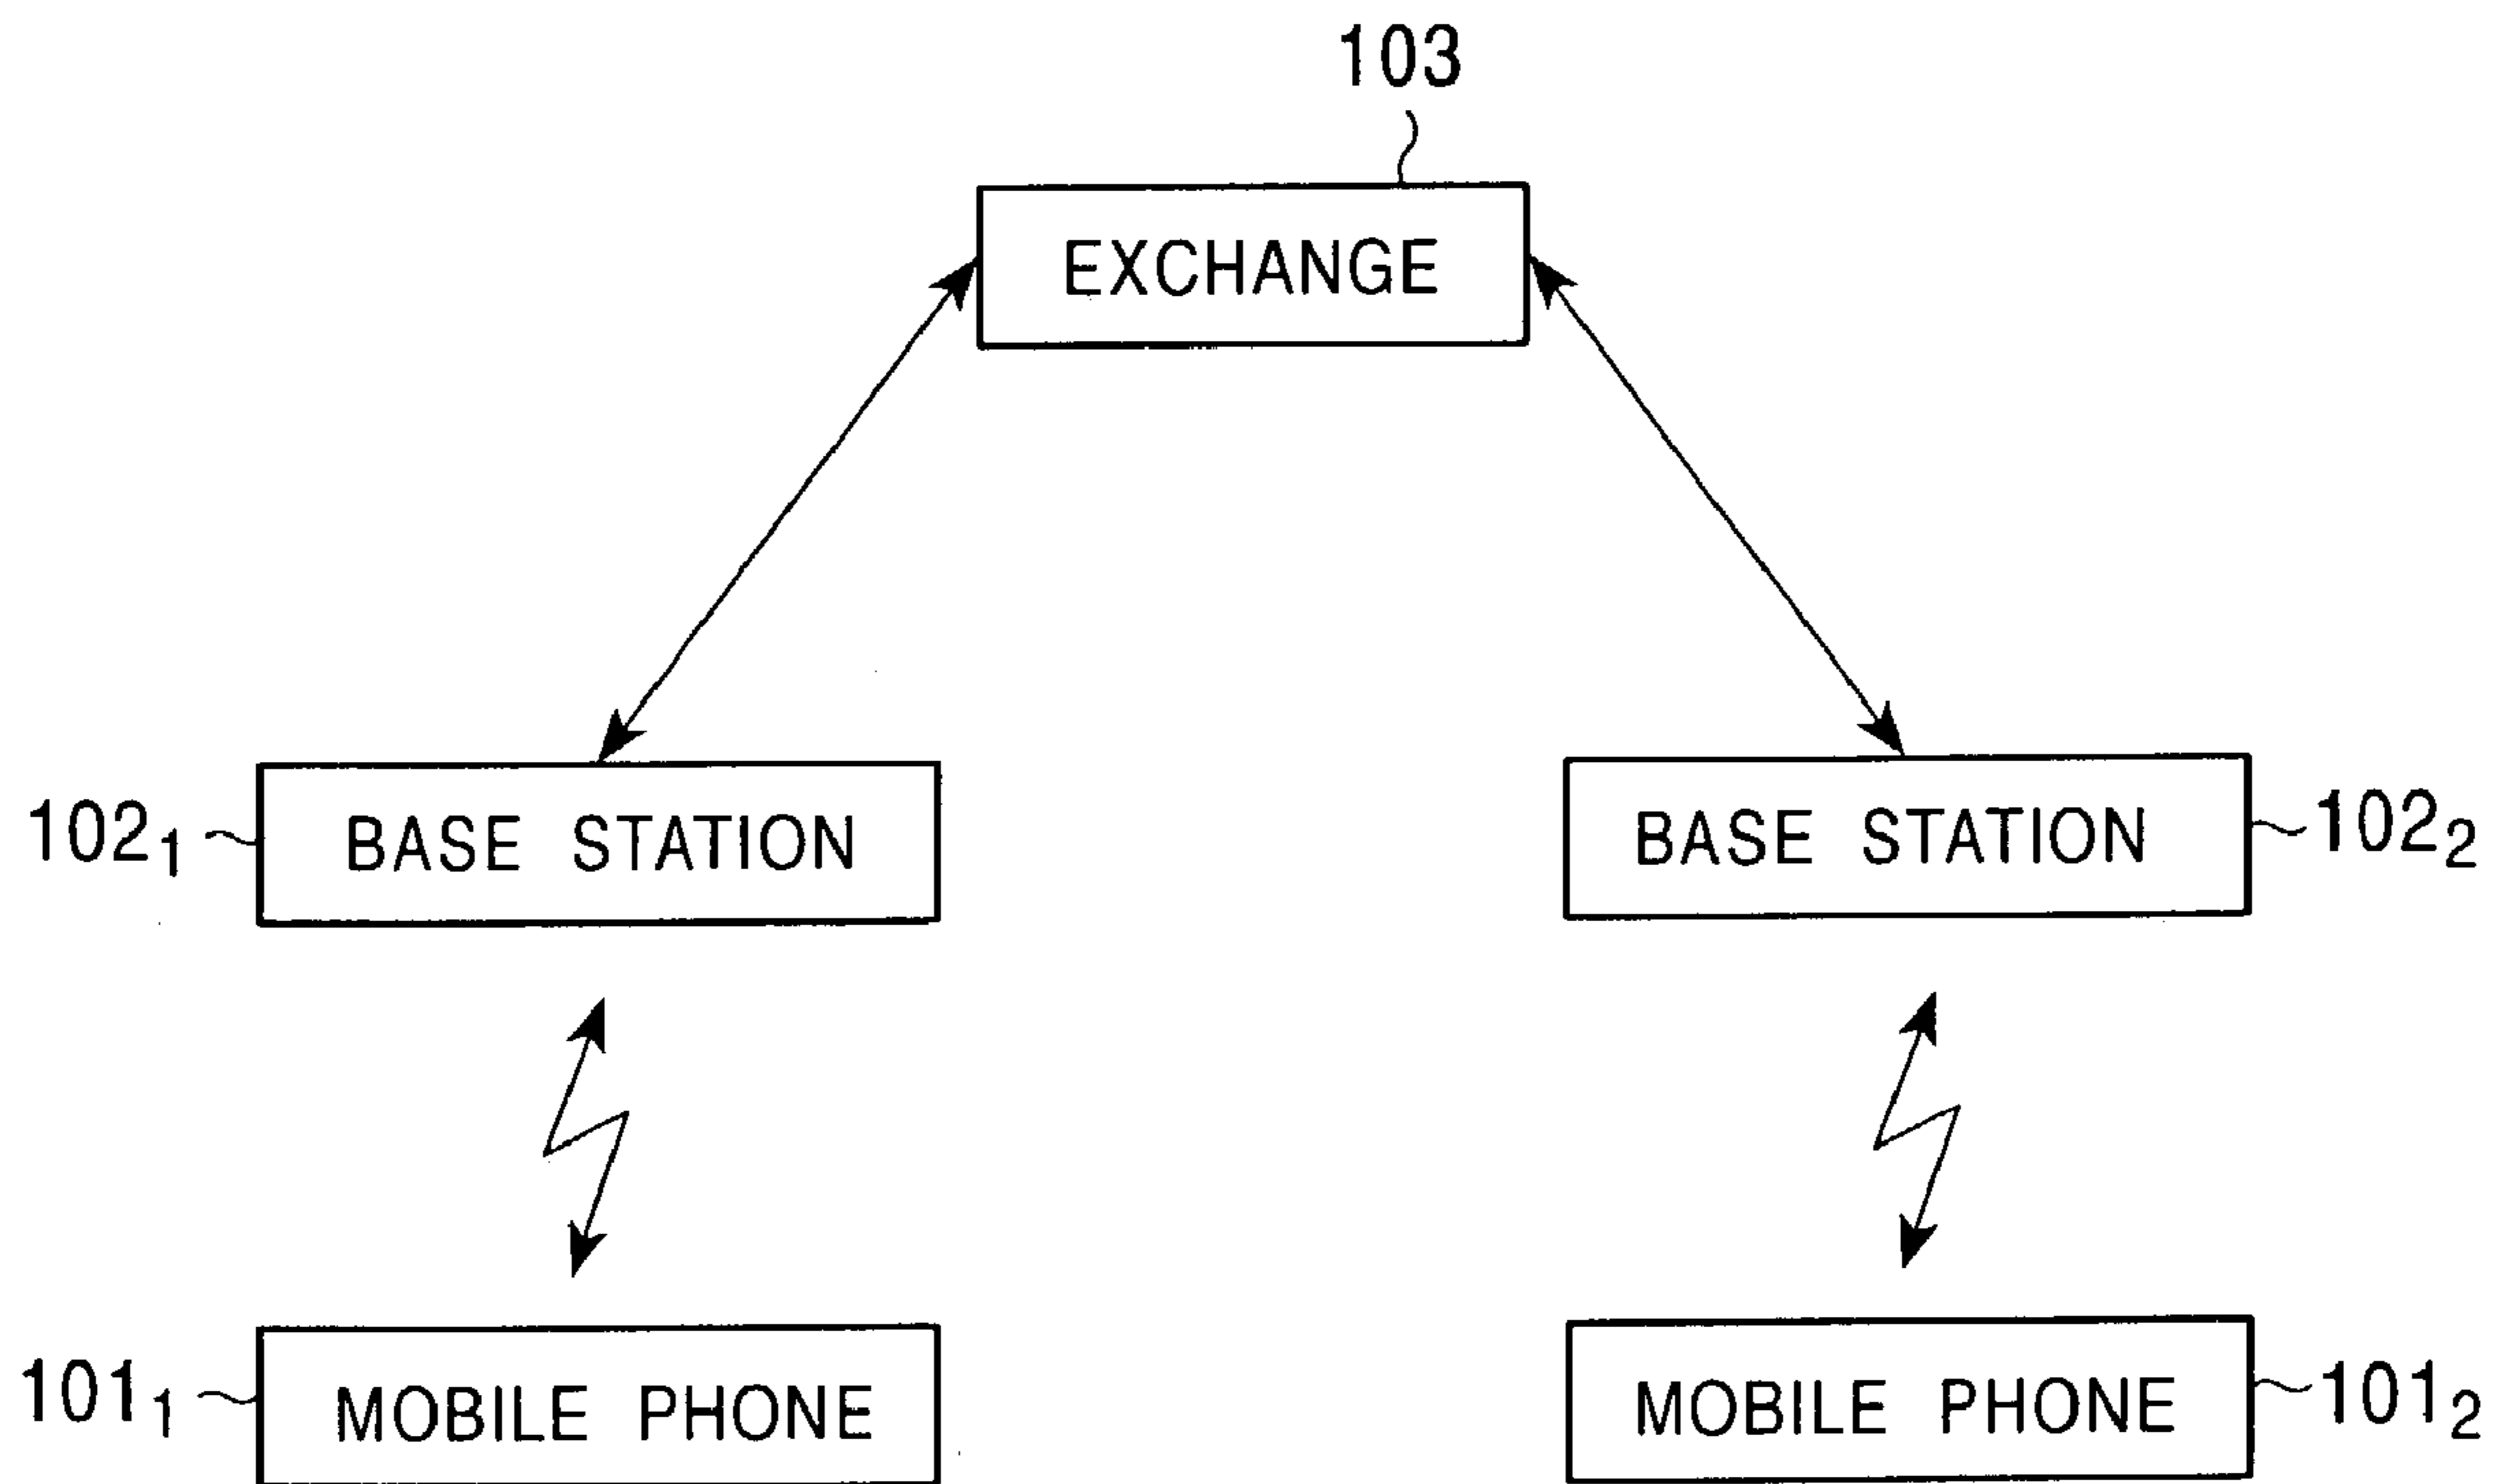 103
EXCHANGE
102₁ BASE STATION BASE STATION 102₂
101₁ MOBILE PHONE MOBILE PHONE 101₂